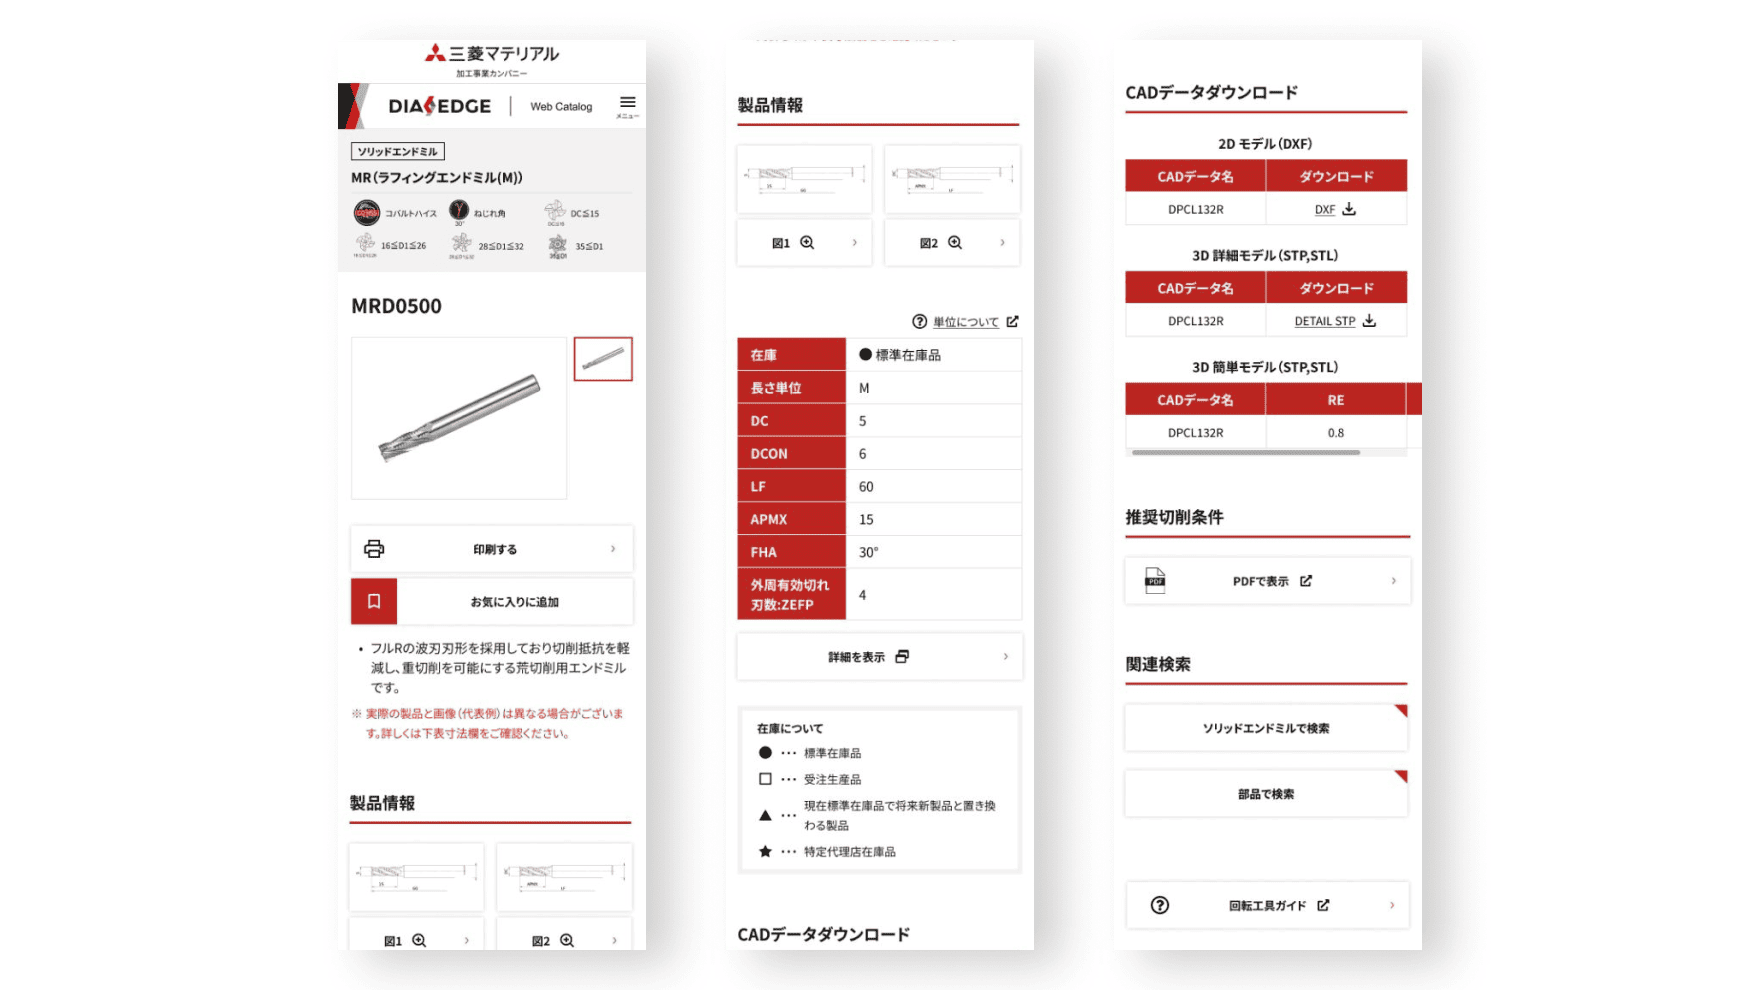 三菱マテリアル
加工事業カンパニー
DIAEDGE
Web Catalog
メニュー
ソリッドエンドミル
MR(ラフィングエンドミル(M))
コバルトハイス
30°
ねじれ角
DC≦15
16≦D1≦26
28≦D1≦32
35≦D1
MRD0500
印刷する
お気に入りに追加
• フルRの波刃刃形を採用しており切削抵抗を軽
減し、重切削を可能にする荒切削用エンドミル
です。
※ 実際の製品と画像(代表例)は異なる場合がございま
す。詳しくは下表寸法欄をご確認ください。
製品情報
15
60
APMX
LF
図1
図2
製品情報
15
60
APMX
LF
図1
図2
単位について
在庫 ●標準在庫品
長さ単位 M
DC 5
DCON 6
LF 60
APMX 15
FHA 30°
外周有効切れ
刃数:ZEFP 4
詳細を表示
在庫について
● ··· 標準在庫品
□ ··· 受注生産品
▲ ··· 現在標準在庫品で将来新製品と置き換
わる製品
★ ··· 特定代理店在庫品
CADデータダウンロード
CADデータダウンロード
2D モデル(DXF)
CADデータ名 ダウンロード
DPCL132R DXF
3D 詳細モデル(STP,STL)
CADデータ名 ダウンロード
DPCL132R DETAIL STP
3D 簡単モデル(STP,STL)
CADデータ名 RE
DPCL132R 0.8
推奨切削条件
PDF
PDFで表示
関連検索
ソリッドエンドミルで検索
部品で検索
回転工具ガイド